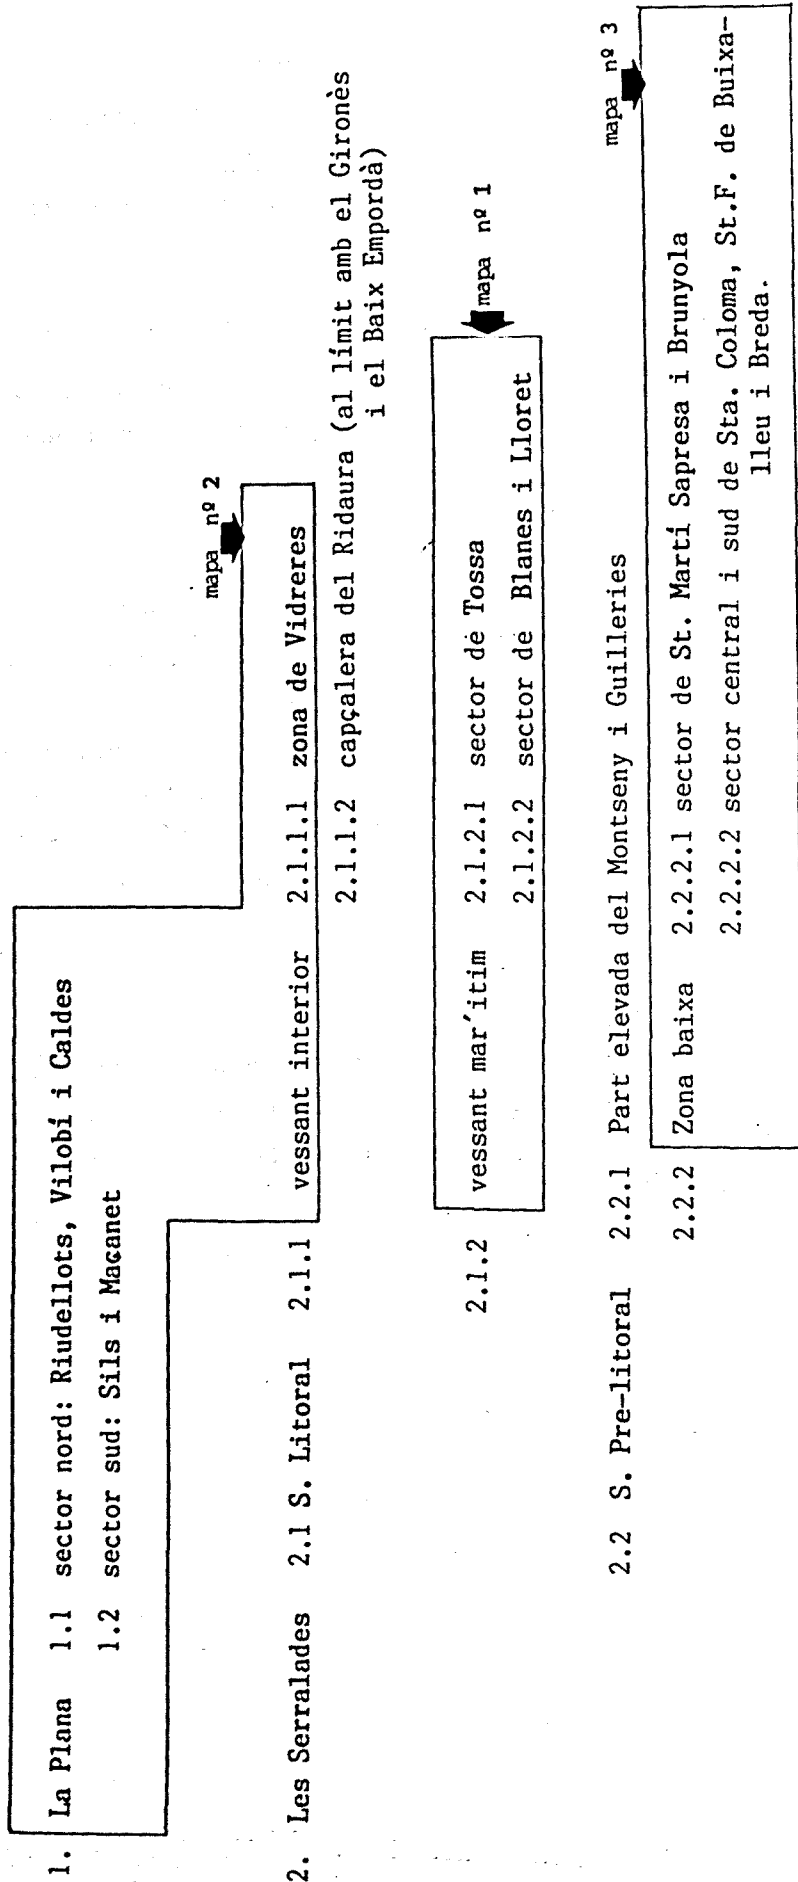 1. La Plana 1.1 sector nord: Riudellots, Vilobí i Caldes
1.2 sector sud: Sils i Maçanet
mapa nº 2
2. Les Serralades 2.1 S. Litoral 2.1.1 vessant interior 2.1.1.1 zona de Vidreres
2.1.1.2 capçalera del Ridaura (al límit amb el Gironès
i el Baix Empordà)
mapa nº 1
2.1.2 vessant mar´itim 2.1.2.1 sector de Tossa
2.1.2.2 sector de Blanes i Lloret
mapa nº 3
2.2 S. Pre-litoral 2.2.1 Part elevada del Montseny i Guilleries
2.2.2 Zona baixa 2.2.2.1 sector de St. Martí Sapresa i Brunyola
2.2.2.2 sector central i sud de Sta. Coloma, St.F. de Buixa-
lleu i Breda.